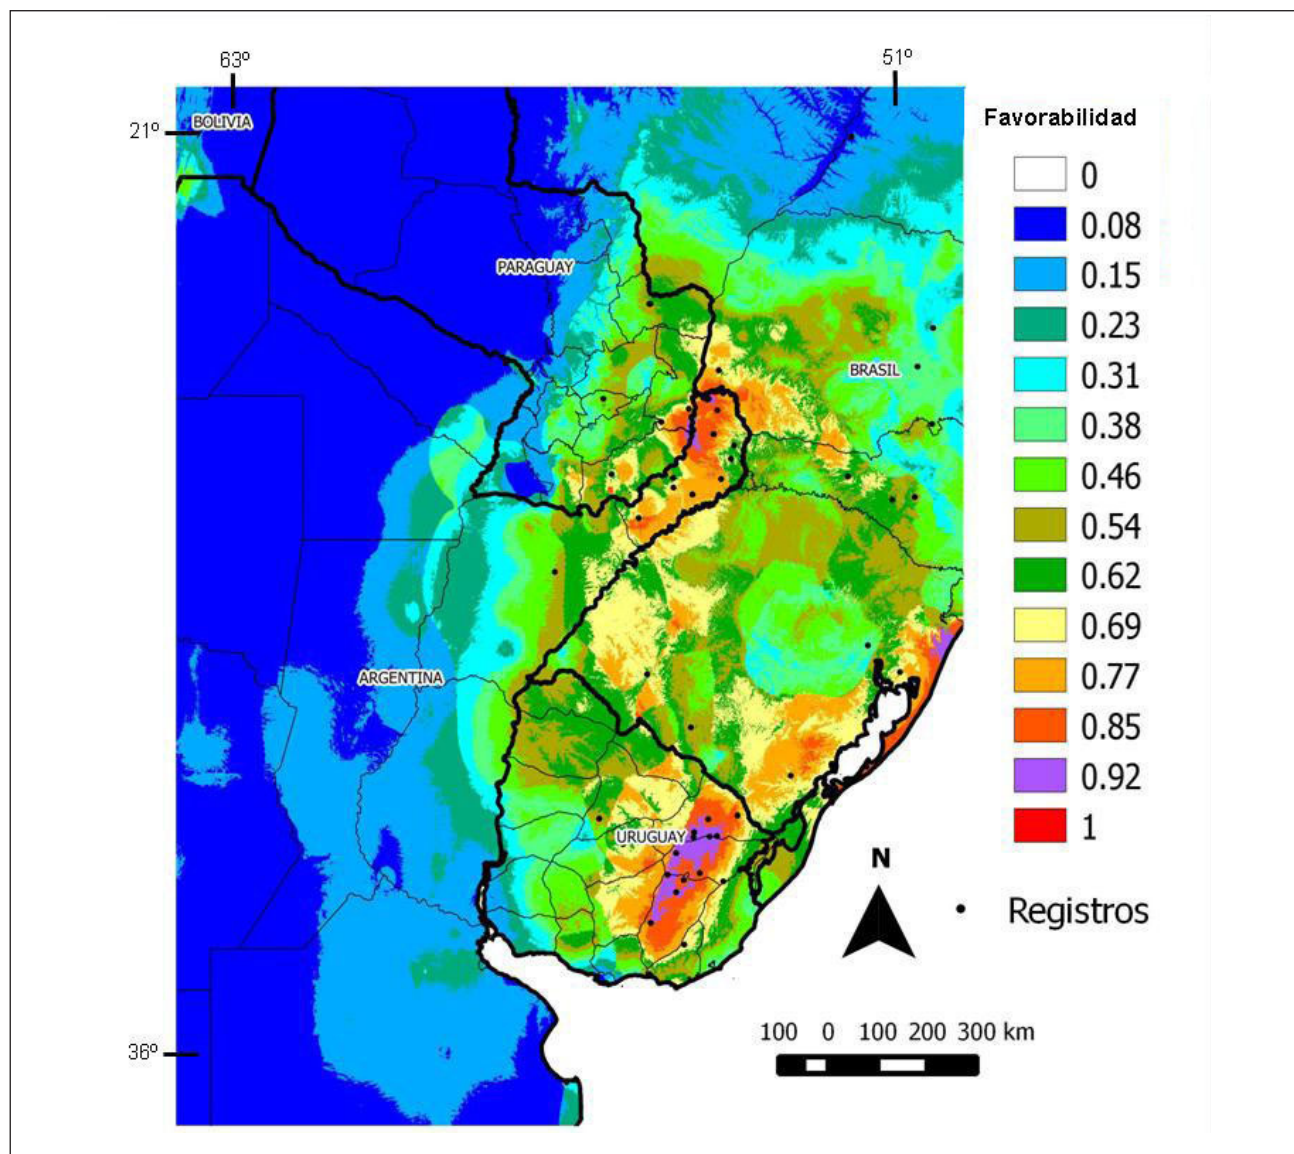 63º
51º
21º
BOLIVIA
PARAGUAY
BRASIL
ARGENTINA
URUGUAY
36º
Favorabilidad
0
0.08
0.15
0.23
0.31
0.38
0.46
0.54
0.62
0.69
0.77
0.85
0.92
1
N
Registros
100 0 100 200 300 km